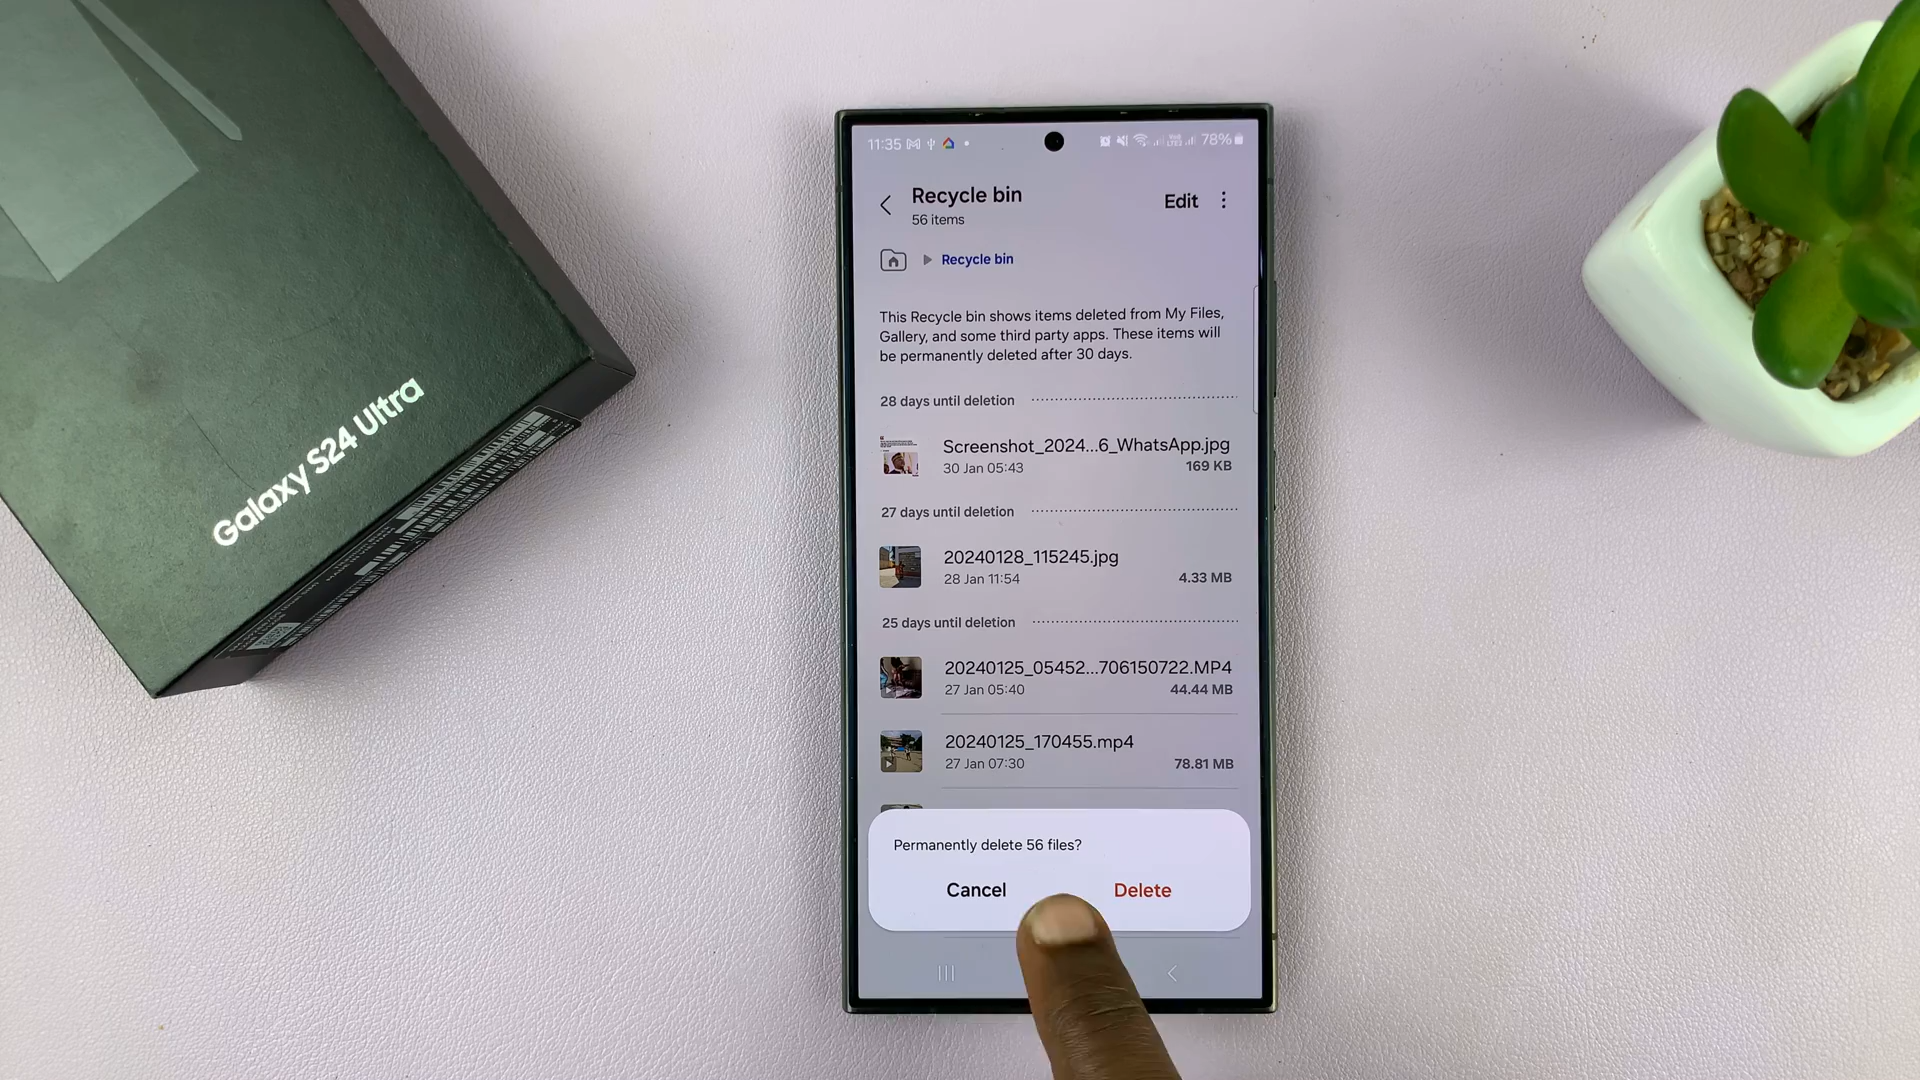 Galaxy S24 Ultra
11:35
78%
Recycle bin
Edit
56 items
Recycle bin
This Recycle bin shows items deleted from My Files,
Gallery, and some third party apps. These items will
be permanently deleted after 30 days.
28 days until deletion
Screenshot_2024...6_WhatsApp.jpg
30 Jan 05:43
169 KB
27 days until deletion
20240128_115245.jpg
28 Jan 11:54
4.33 MB
25 days until deletion
20240125_05452...706150722.MP4
27 Jan 05:40
44.44 MB
20240125_170455.mp4
27 Jan 07:30
78.81 MB
Permanently delete 56 files?
Cancel
Delete